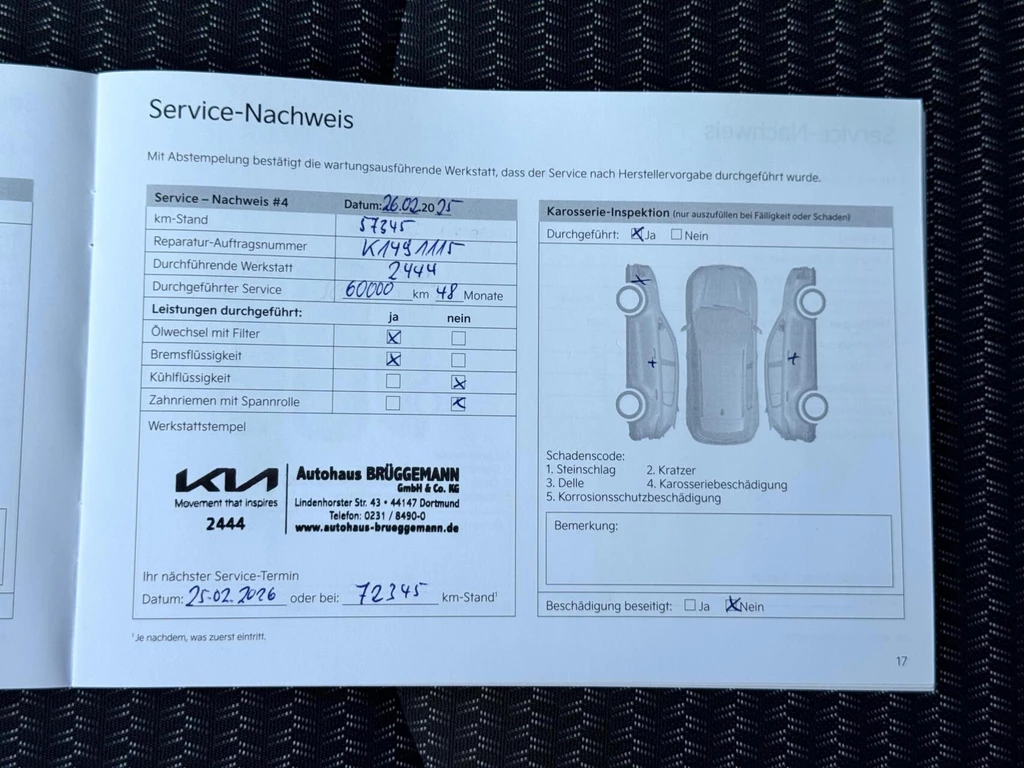 Service-Nachweis
Mit Abstempelung bestätigt die wartungsausführende Werkstatt, dass der Service nach Herstellervorgabe durchgeführt wurde.
Service – Nachweis #4 Datum: 26.02.2025
km-Stand 57345
Reparatur-Auftragsnummer K1491115
Durchführende Werkstatt 2444
Durchgeführter Service 60000 km 48 Monate
Leistungen durchgeführt: ja nein
Ölwechsel mit Filter
Bremsflüssigkeit
Kühlflüssigkeit
Zahnriemen mit Spannrolle
Werkstattstempel
KIA
Movement that inspires
2444
Autohaus BRÜGGEMANN
GmbH & Co. KG
Lindenhorster Str. 43 • 44147 Dortmund
Telefon: 0231 / 8490-0
www.autohaus-brueggemann.de
Ihr nächster Service-Termin
Datum: 25.02.2026 oder bei: 72345 km-Stand¹
¹Je nachdem, was zuerst eintritt.
Karosserie-Inspektion (nur auszufüllen bei Fälligkeit oder Schaden)
Durchgeführt: Ja Nein
Schadenscode:
1. Steinschlag 2. Kratzer
3. Delle 4. Karosseriebeschädigung
5. Korrosionsschutzbeschädigung
Bemerkung:
Beschädigung beseitigt: Ja Nein
17